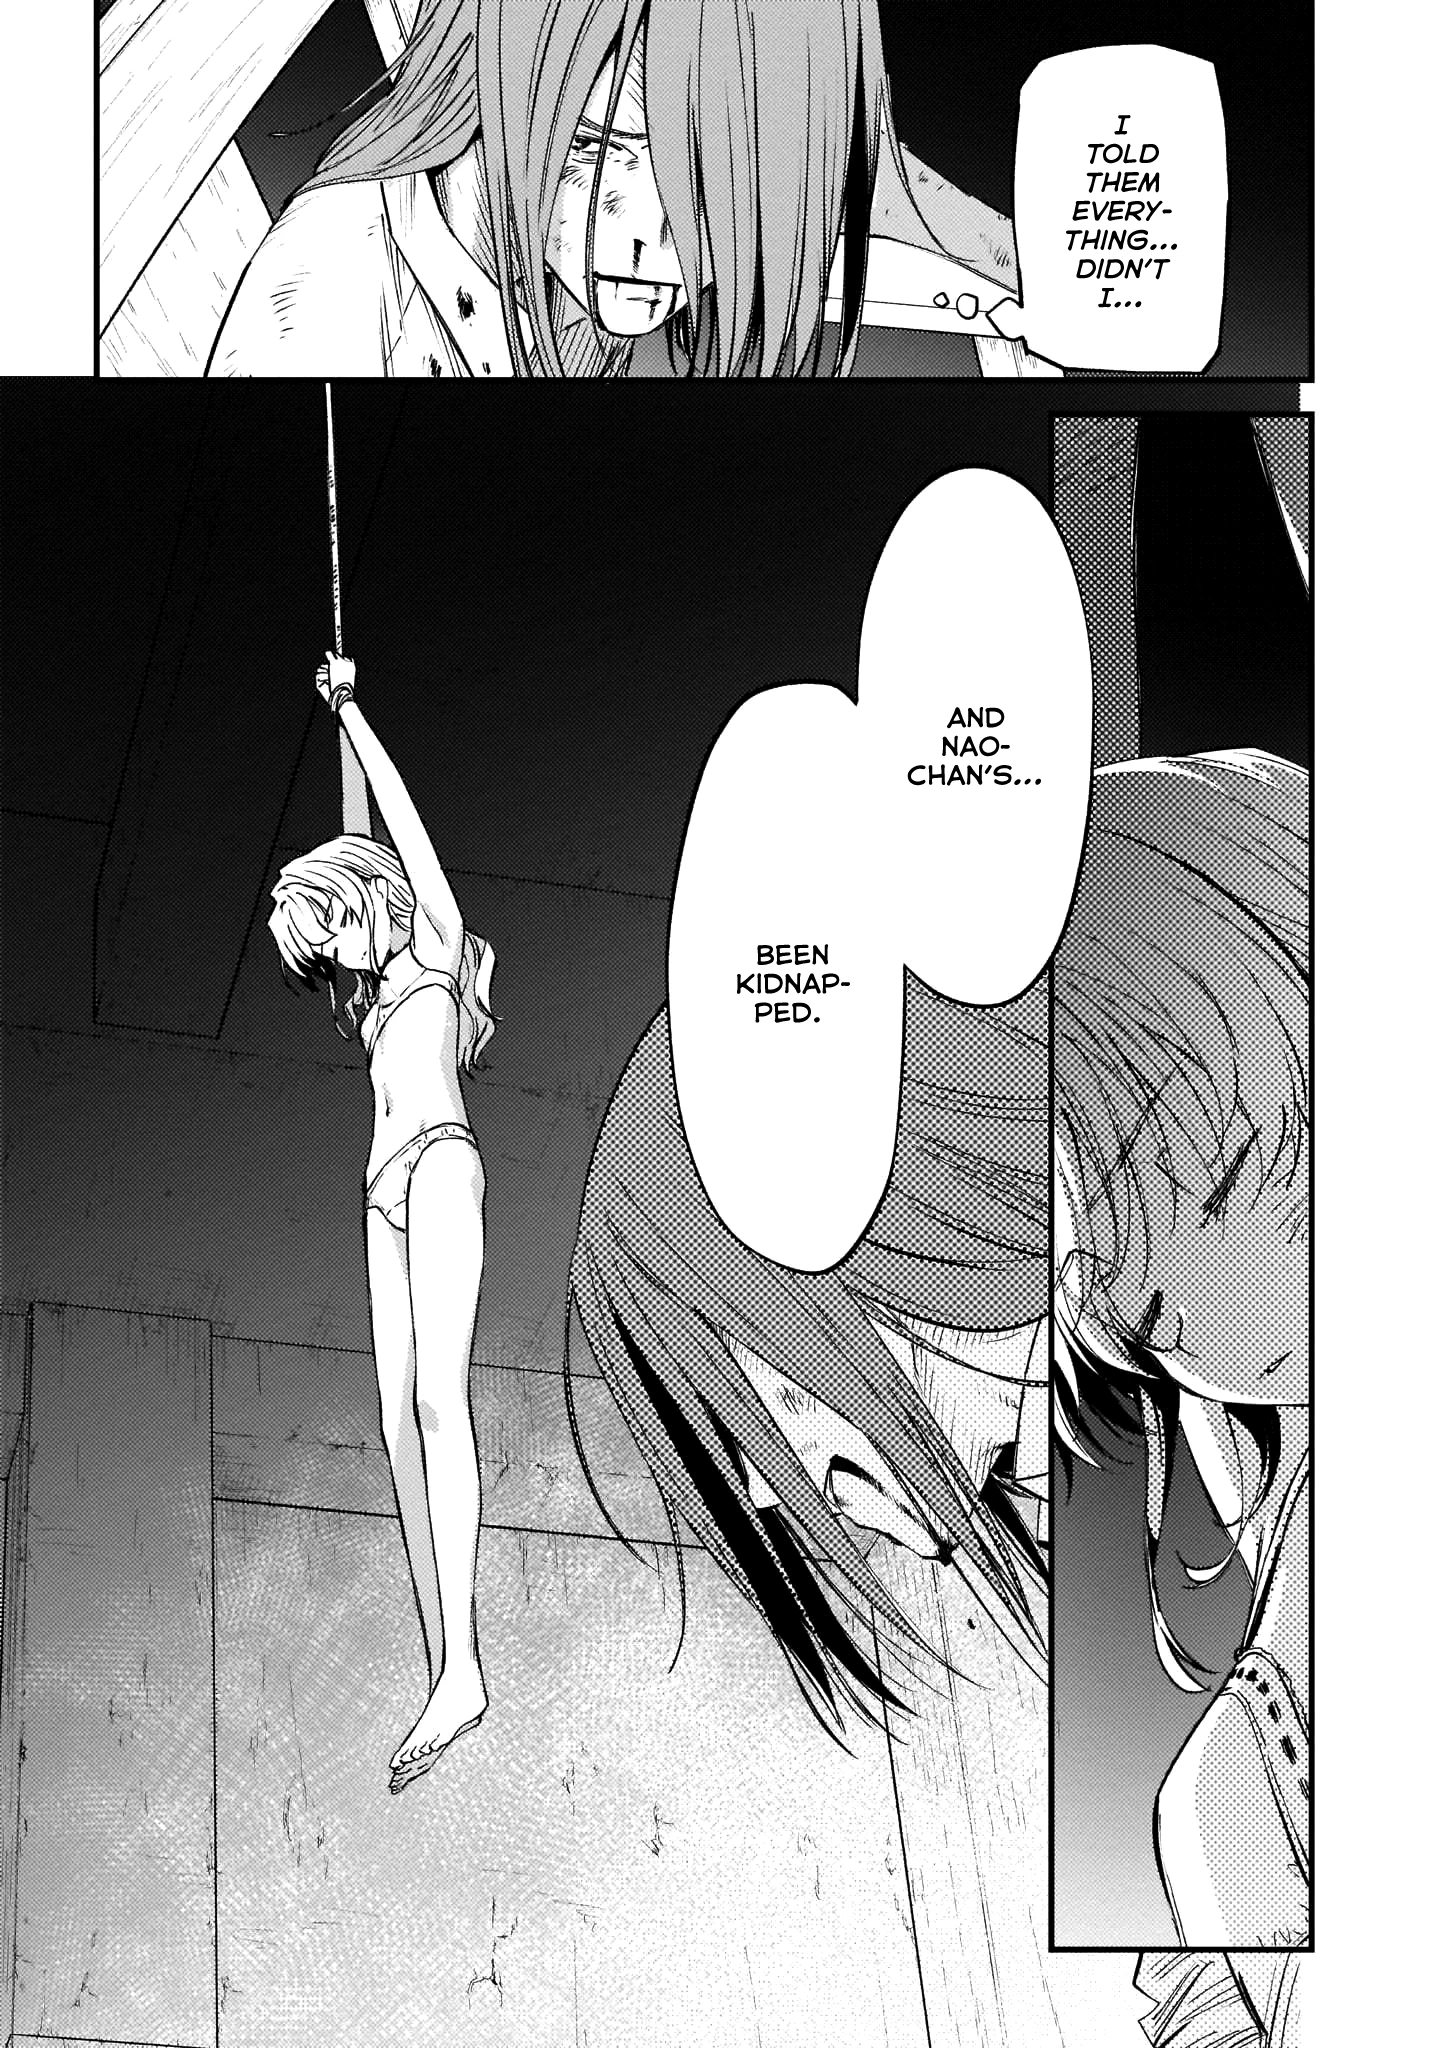 I
TOLD
THEM
EVERY-
THING...
DIDN'T
I...
AND
NAO-
CHAN'S...
BEEN
KIDNAP-
PED.